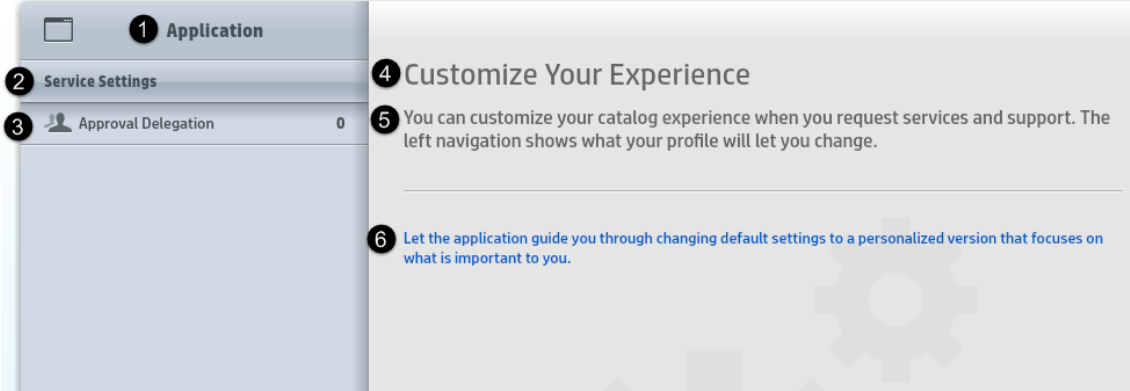 1 Application
2 Service Settings
3 Approval Delegation 0
4 Customize Your Experience
5 You can customize your catalog experience when you request services and support. The
left navigation shows what your profile will let you change.
6 Let the application guide you through changing default settings to a personalized version that focuses on
what is important to you.